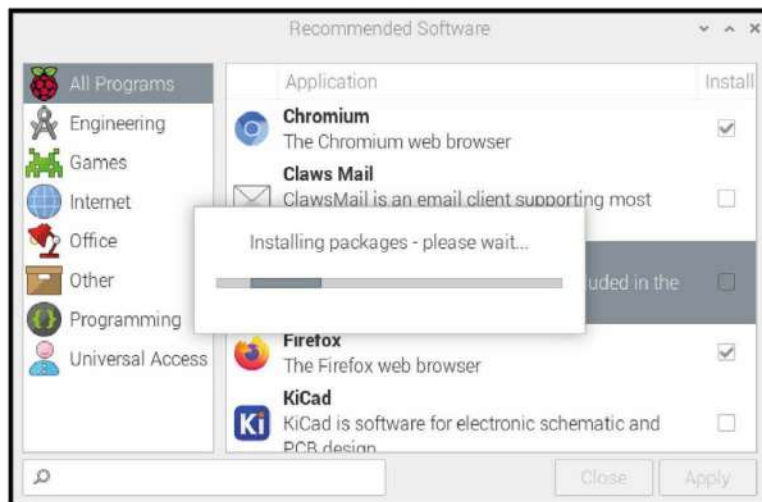 Recommended Software
All Programs
Engineering
Games
Internet
Office
Other
Programming
Universal Access
Application
Install
Chromium
The Chromium web browser
Claws Mail
ClawsMail is an email client supporting most
Installing packages - please wait...
in the
Firefox
The Firefox web browser
KiCad
Ki
KiCad is software for electronic schematic and
PCB design
Close
Apply